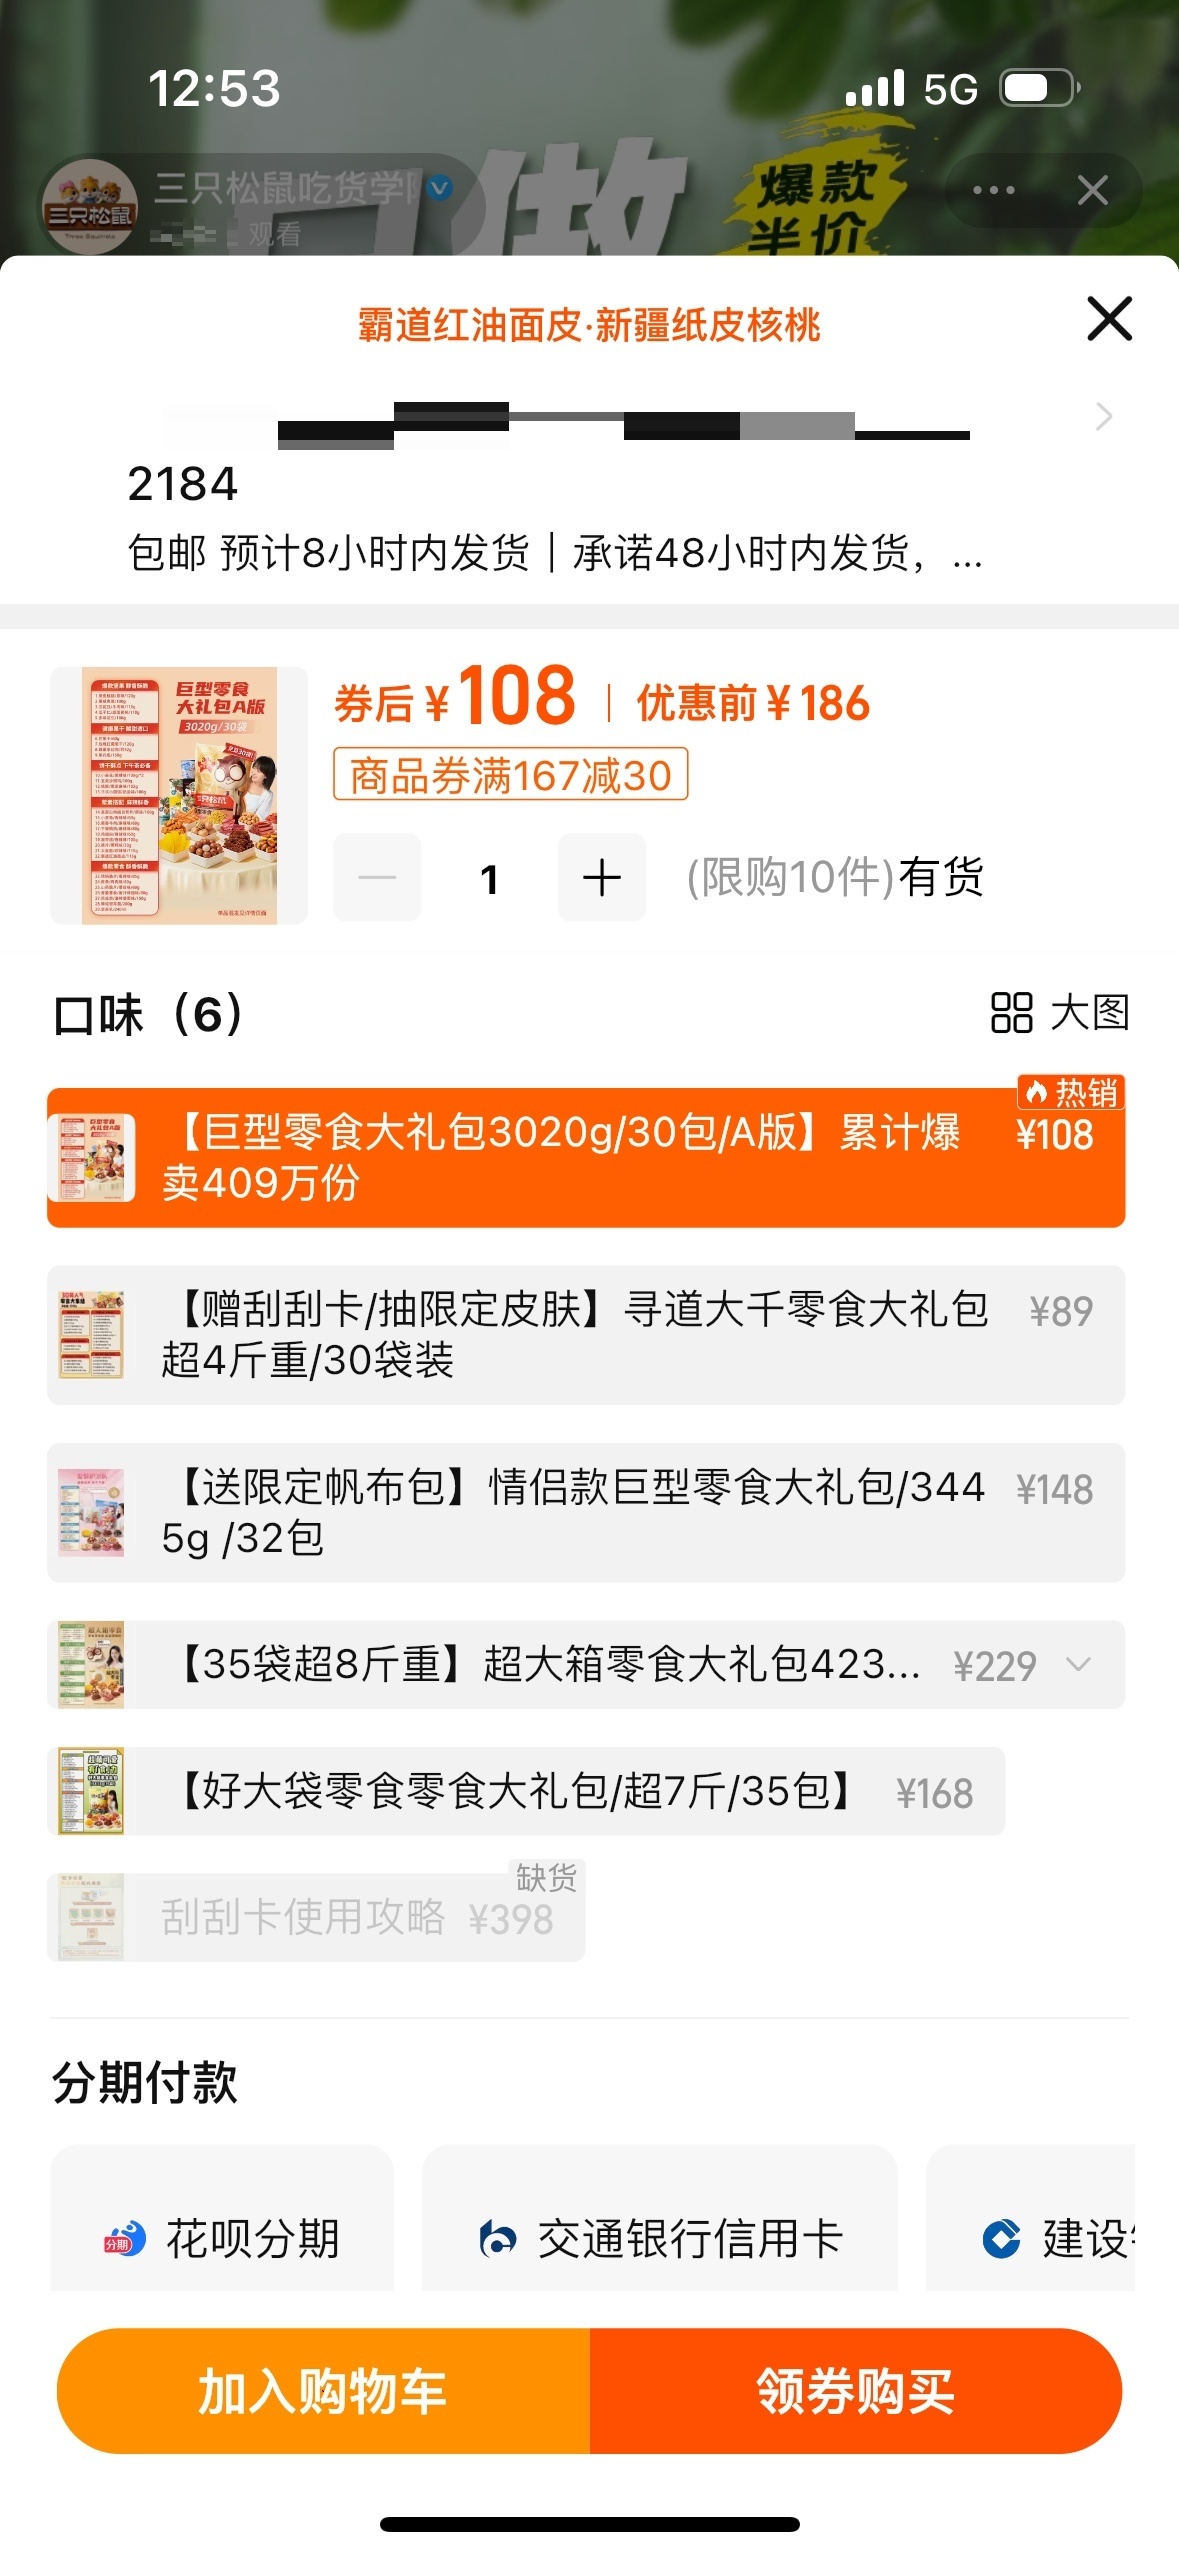 12:53
5G
三只松鼠吃货学
观看
做
爆款
半价
三只松鼠
Three Squirrels
霸道红油面皮·新疆纸皮核桃
2184
包邮 预计8小时内发货｜承诺48小时内发货，...
巨型零食
大礼包A版
3020g/30袋
券后¥108｜优惠前¥186
商品券满167减30
1
(限购10件)有货
口味（6）
大图
热销
【巨型零食大礼包3020g/30包/A版】累计爆
卖409万份
¥108
【赠刮刮卡/抽限定皮肤】寻道大千零食大礼包
超4斤重/30袋装
¥89
【送限定帆布包】情侣款巨型零食大礼包/344
5g /32包
¥148
【35袋超8斤重】超大箱零食大礼包423...
¥229
【好大袋零食零食大礼包/超7斤/35包】
¥168
缺货
刮刮卡使用攻略
¥398
分期付款
分期
花呗分期
交通银行信用卡
建设
加入购物车
领券购买